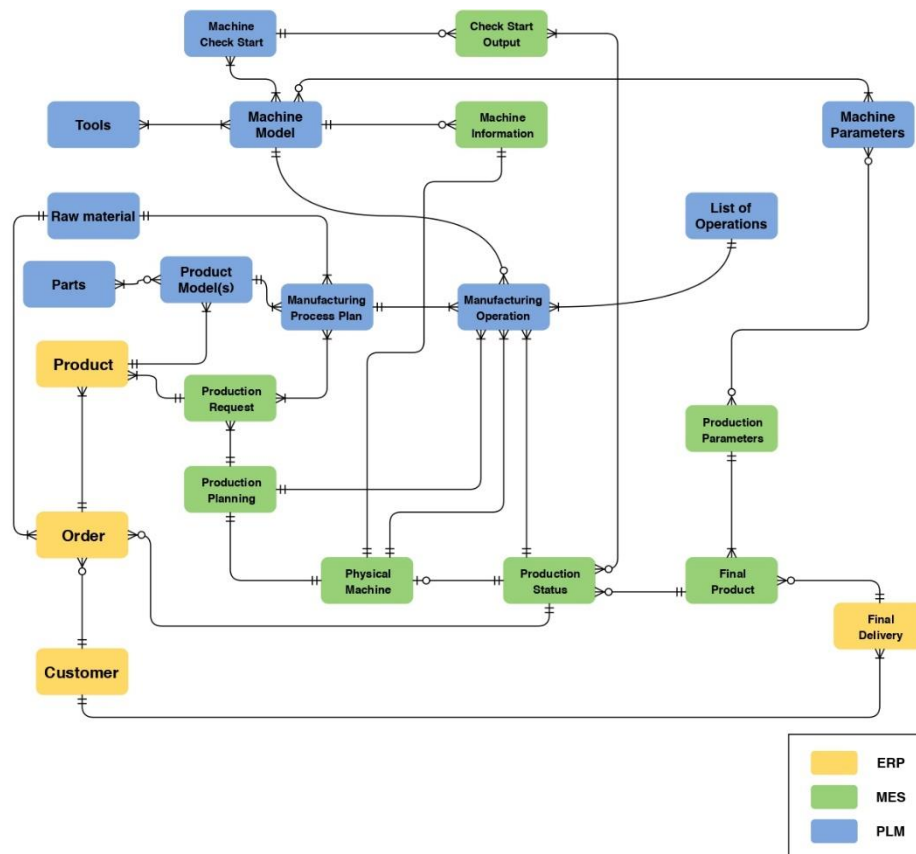 Machine
Check Start
Check Start
Output
Tools
Machine
Model
Machine
Information
Machine
Parameters
Raw material
List of
Operations
Parts
Product
Model(s)
Manufacturing
Process Plan
Manufacturing
Operation
Product
Production
Request
Production
Parameters
Production
Planning
Order
Physical
Machine
Production
Status
Final
Product
Final
Delivery
Customer
ERP
MES
PLM